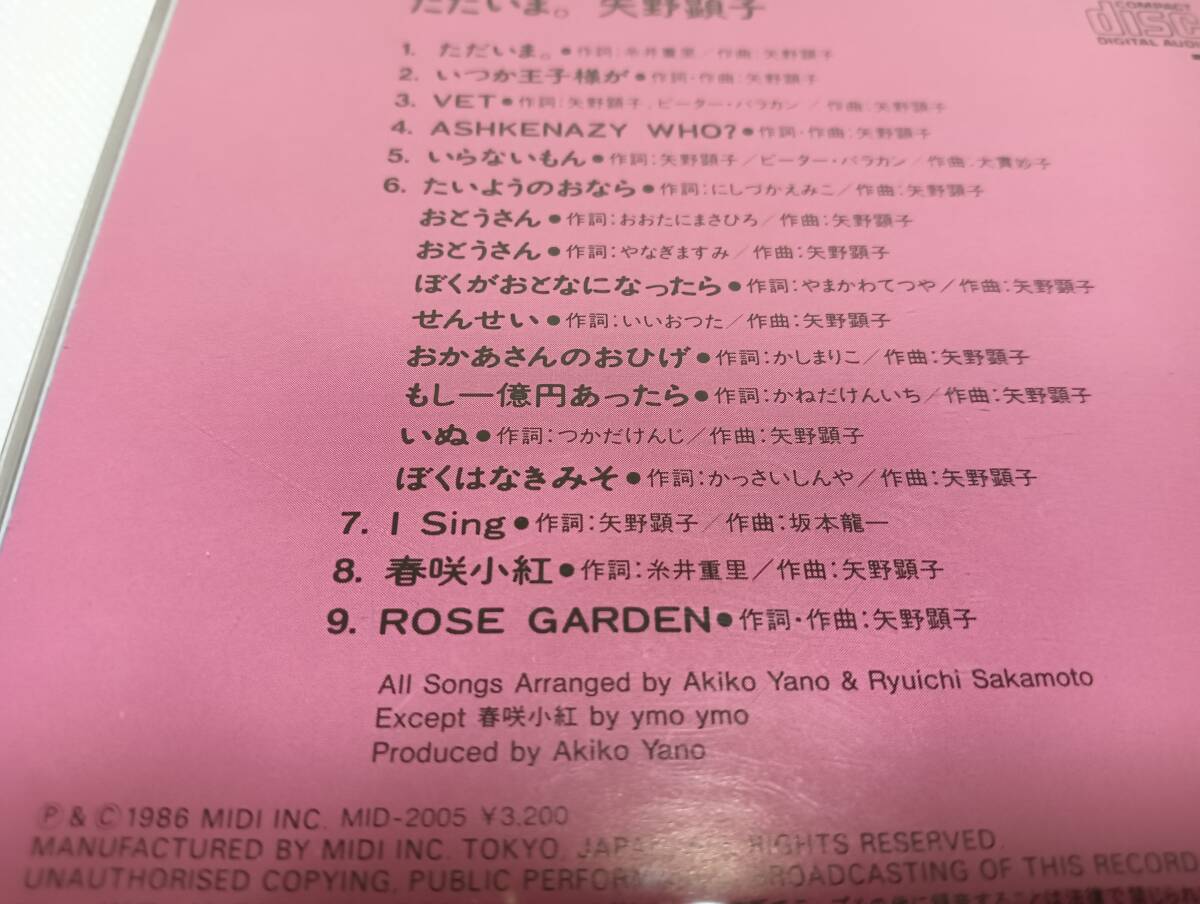 ただいま。 矢野顕子
COMPACT
disc
DIGITAL AUDIO
1. ただいま。●作詞:糸井重里/作曲:矢野顕子
2. いつか王子様が●作詞・作曲:矢野顕子
3. VET●作詞:矢野顕子,ピーター・バラカン/作曲:矢野顕子
4. ASHKENAZY WHO?●作詞・作曲:矢野顕子
5. いらないもん●作詞:矢野顕子/ピーター・バラカン/作曲:大貫妙子
6. たいようのおなら●作詞:にしづかえみこ/作曲:矢野顕子
おとうさん●作詞:おおたにまさひろ/作曲:矢野顕子
おとうさん●作詞:やなぎますみ/作曲:矢野顕子
ぼくがおとなになったら●作詞:やまかわてつや/作曲:矢野顕子
せんせい●作詞:いいおつた/作曲:矢野顕子
おかあさんのおひげ●作詞:かしまりこ/作曲:矢野顕子
もし一億円あったら●作詞:かねだけんいち/作曲:矢野顕子
いぬ●作詞:つかだけんじ/作曲:矢野顕子
ぼくはなきみそ●作詞:かっさいしんや/作曲:矢野顕子
7. I Sing●作詞:矢野顕子/作曲:坂本龍一
8. 春咲小紅●作詞:糸井重里/作曲:矢野顕子
9. ROSE GARDEN●作詞・作曲:矢野顕子
All Songs Arranged by Akiko Yano & Ryuichi Sakamoto
Except 春咲小紅 by ymo ymo
Produced by Akiko Yano
Ⓟ & Ⓒ 1986 MIDI INC. MID-2005 ¥3,200
MANUFACTURED BY MIDI INC. TOKYO, JAPAN. RIGHTS RESERVED.
UNAUTHORISED COPYING, PUBLIC BROADCASTING OF THIS RECORD